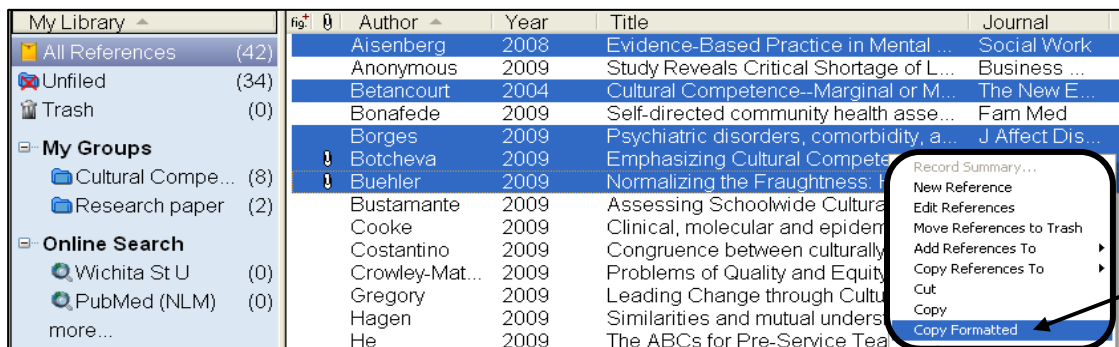 My Library
All References (42)
Unfiled (34)
Trash (0)
My Groups
Cultural Compe... (8)
Research paper (2)
Online Search
Wichita St U (0)
PubMed (NLM) (0)
more...
fig. Author Year Title Journal
Aisenberg 2008 Evidence-Based Practice in Mental ... Social Work
Anonymous 2009 Study Reveals Critical Shortage of L... Business ...
Betancourt 2004 Cultural Competence--Marginal or M... The New E...
Bonafede 2009 Self-directed community health asse... Fam Med
Borges 2009 Psychiatric disorders, comorbidity, a... J Affect Dis...
Botcheva 2009 Emphasizing Cultural Compete
Buehler 2009 Normalizing the Fraughtness:
Bustamante 2009 Assessing Schoolwide Cultura
Cooke 2009 Clinical, molecular and epidem
Costantino 2009 Congruence between culturally
Crowley-Mat... 2009 Problems of Quality and Equity
Gregory 2009 Leading Change through Cultu
Hagen 2009 Similarities and mutual unders
He 2009 The ABCs for Pre-Service Tea
Record Summary...
New Reference
Edit References
Move References to Trash
Add References To
Copy References To
Cut
Copy
Copy Formatted